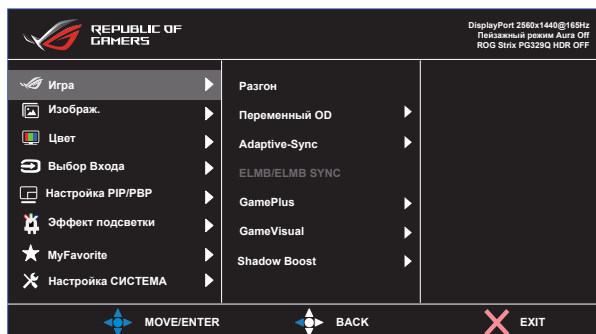 REPUBLIC OF
GAMERS
DisplayPort 2560x1440@165Hz
Пейзажный режим Aura Off
ROG Strix PG329Q HDR OFF
Игра
Изображ.
Цвет
Выбор Входа
Настройка PIP/PBP
Эффект подсветки
MyFavorite
Настройка СИСТЕМА
Разгон
Переменный OD
Adaptive-Sync
ELMB/ELMB SYNC
GamePlus
GameVisual
Shadow Boost
MOVE/ENTER
BACK
EXIT